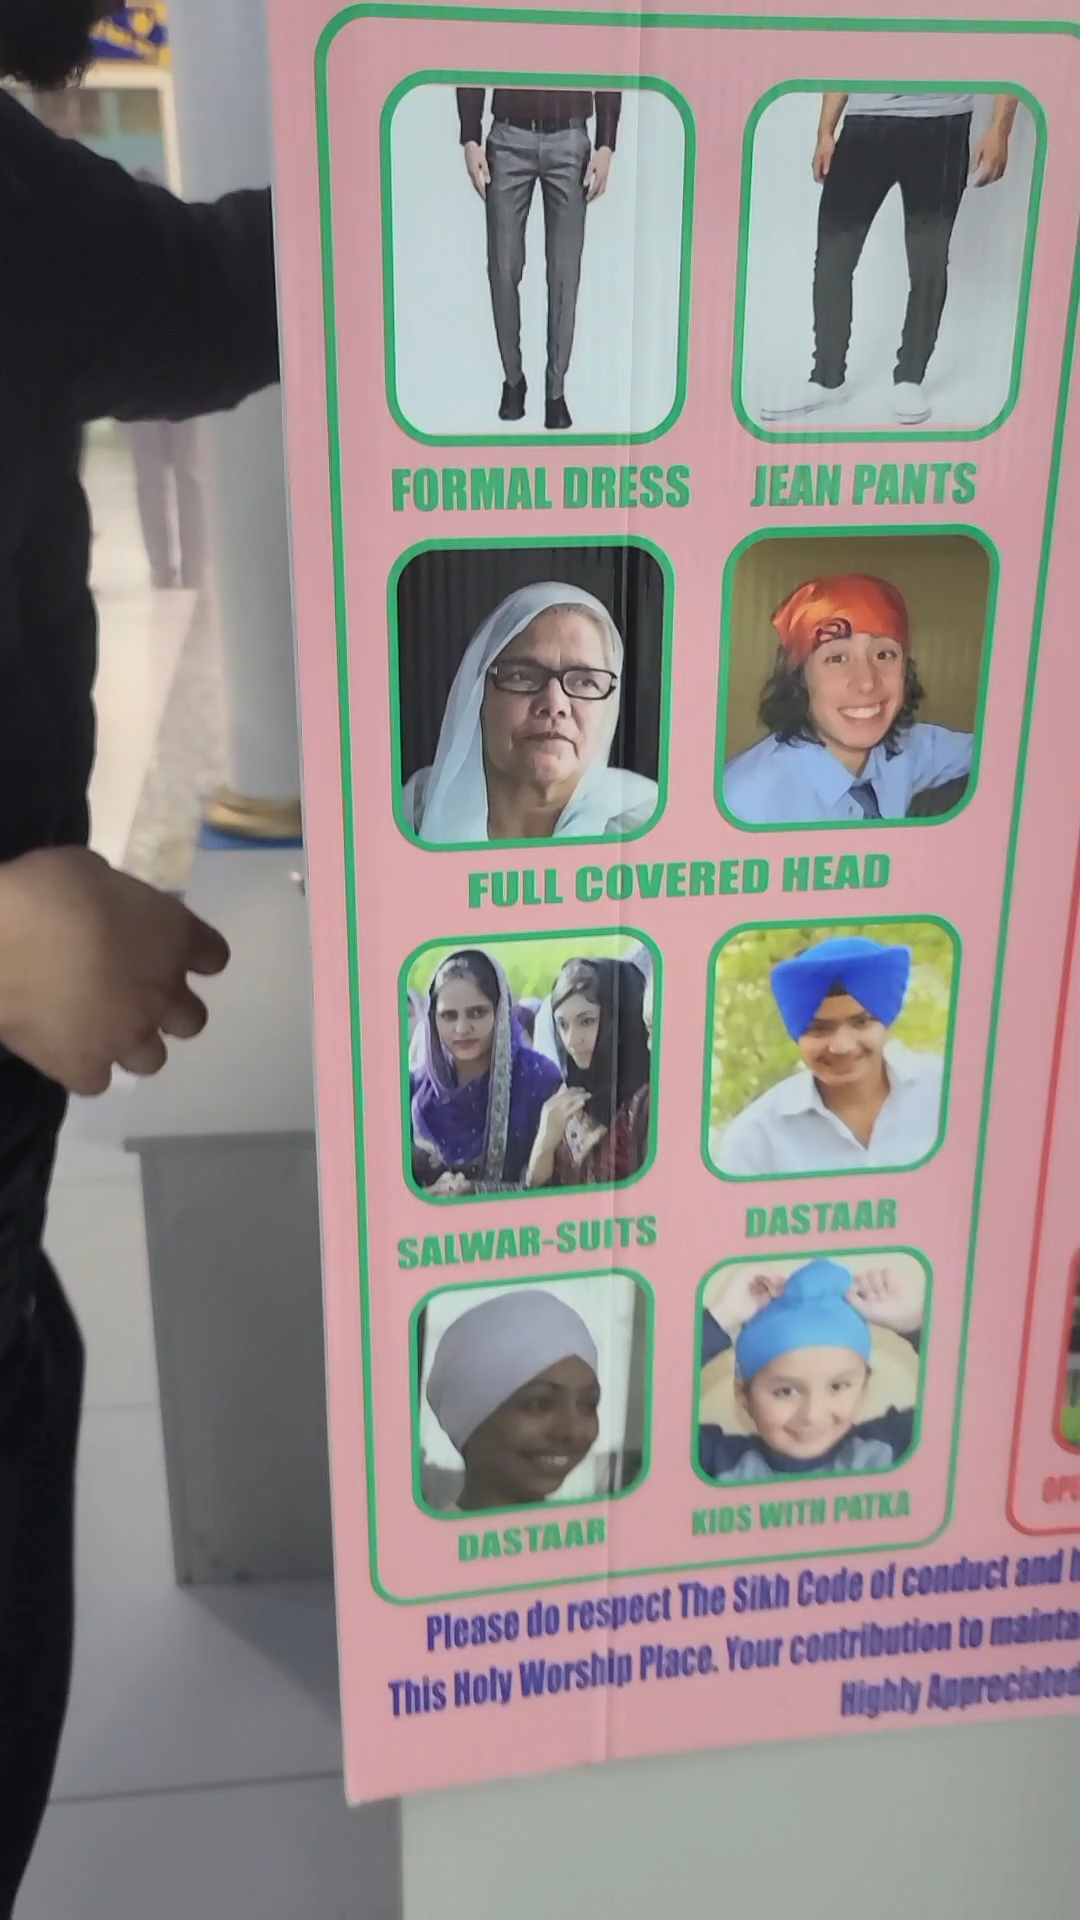 FORMAL DRESS JEAN PANTS
FULL COVERED HEAD
SALWAR-SUITS DASTAAR
DASTAAR KIDS WITH PATKA
Please do respect The Sikh Code of conduct and
This Holy Worship Place. Your contribution to
Highly Appreciated